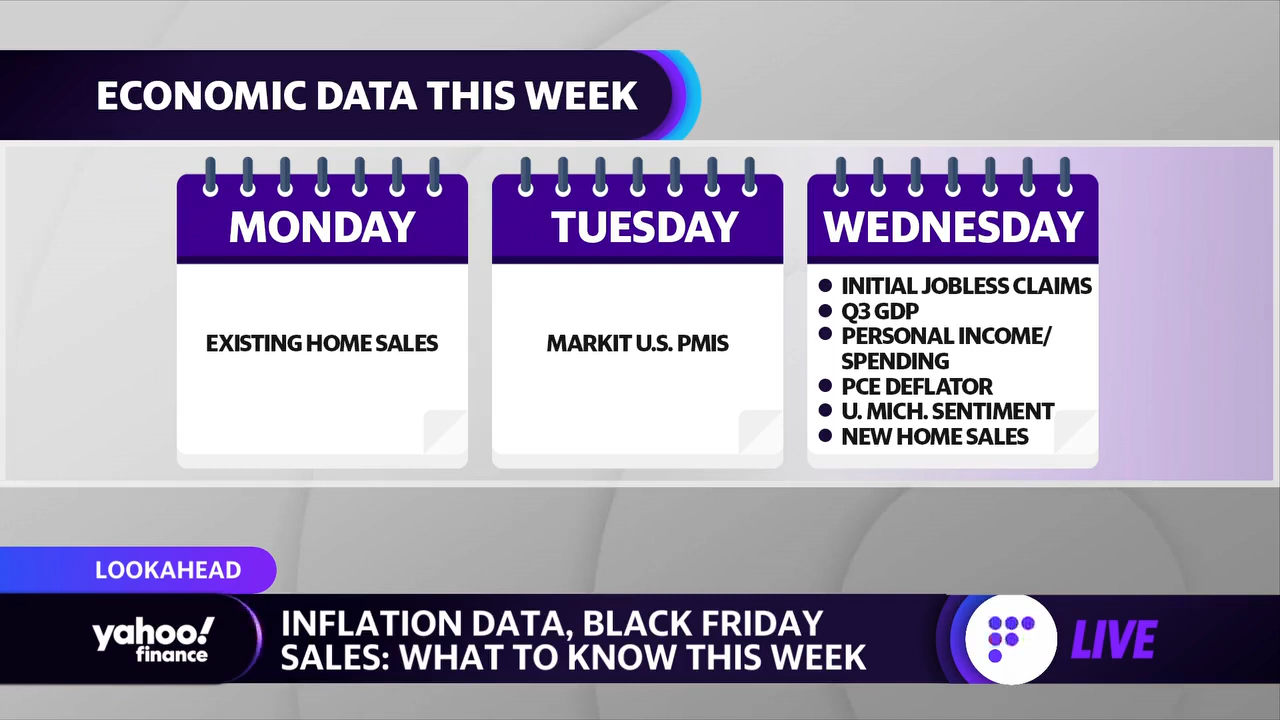 ECONOMIC DATA THIS WEEK
MONDAY
EXISTING HOME SALES
TUESDAY
MARKIT U.S. PMIS
WEDNESDAY
● INITIAL JOBLESS CLAIMS
● Q3 GDP
● PERSONAL INCOME/
SPENDING
● PCE DEFLATOR
● U. MICH. SENTIMENT
● NEW HOME SALES
LOOKAHEAD
yahoo!
finance
INFLATION DATA, BLACK FRIDAY
SALES: WHAT TO KNOW THIS WEEK
LIVE